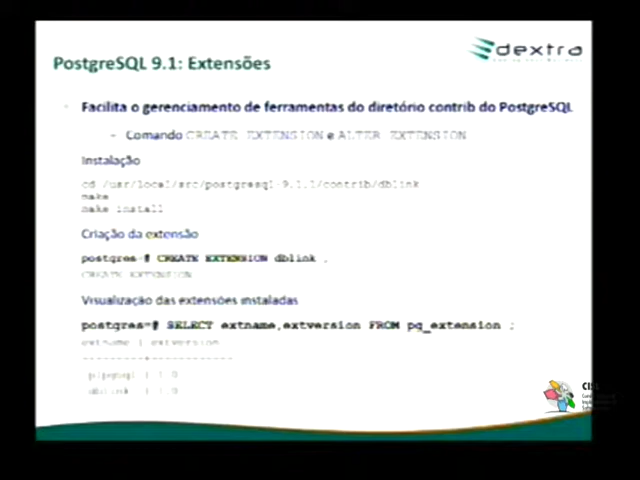 dextra
PostgreSQL 9.1: Extensões
Facilita o gerenciamento de ferramentas do diretório contrib do PostgreSQL
- Comando CREATE EXTENSION e ALTER EXTENSION
Instalação
cd /usr/local/src/postgresql-9.1.1/contrib/dblink
make
make install
Criação da extensão
postgres=# CREATE EXTENSION dblink ;
CREATE EXTENSION
Visualização das extensões instaladas
postgres=# SELECT extname,extversion FROM pg_extension ;
extname | extversion
---------+------------
plpgsql | 1.0
dblink | 1.0